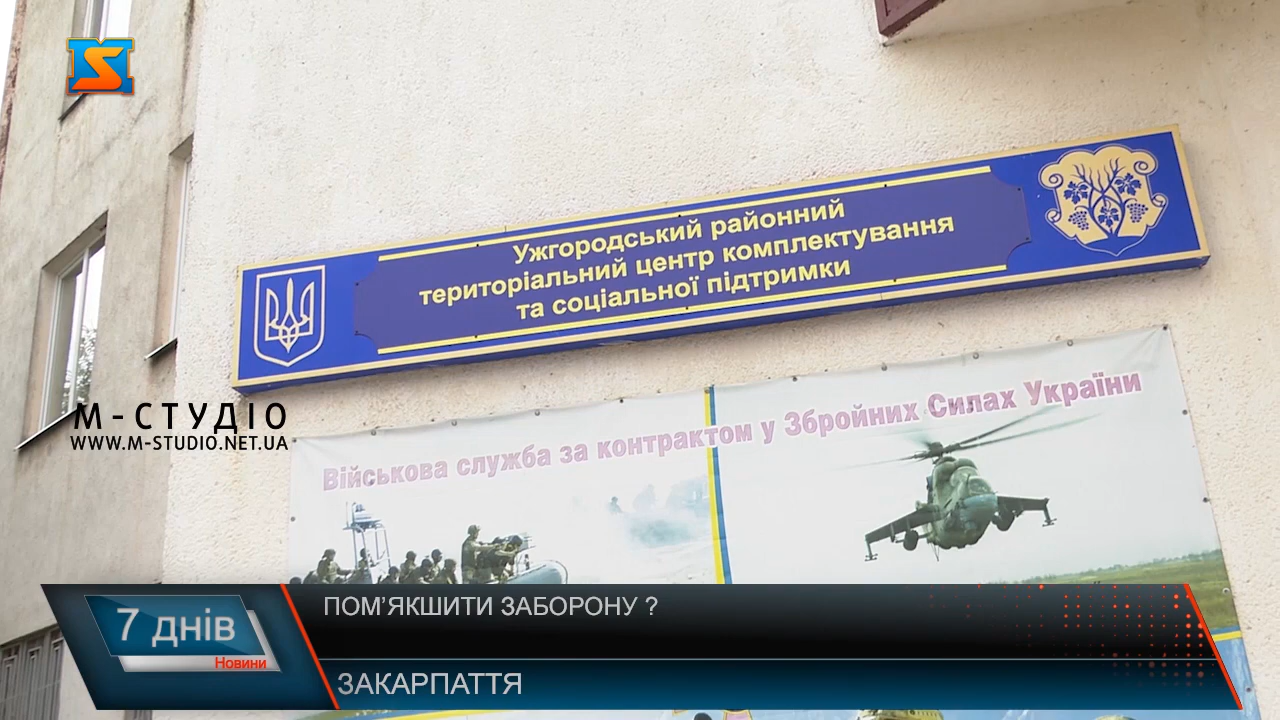 Ужгородський районний
територіальний центр комплектування
та соціальної підтримки
М-СТУДІО
WWW.M-STUDIO.NET.UA
Військова служба за контрактом у Збройних Силах України
7 днів
Новини
ПОМ’ЯКШИТИ ЗАБОРОНУ ?
ЗАКАРПАТТЯ